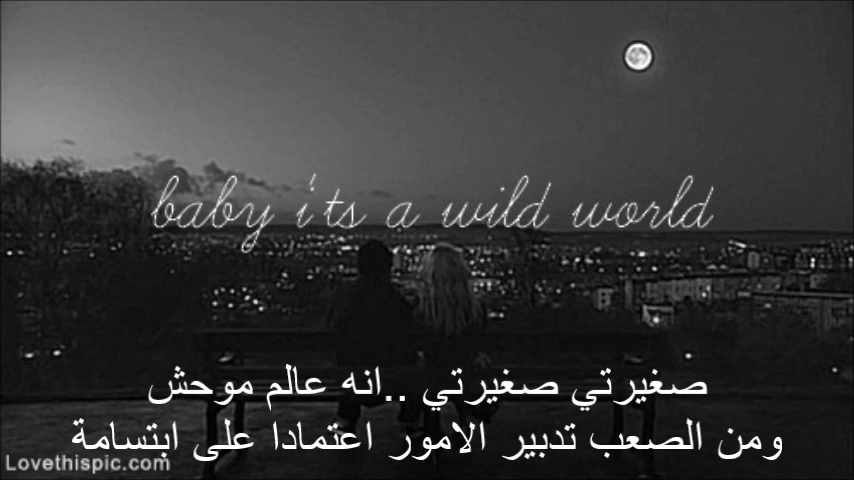 baby it's a wild world
صغيرتي صغيرتي ..انه عالم موحش
ومن الصعب تدبير الامور اعتمادا على ابتسامة
Lovethispic.com